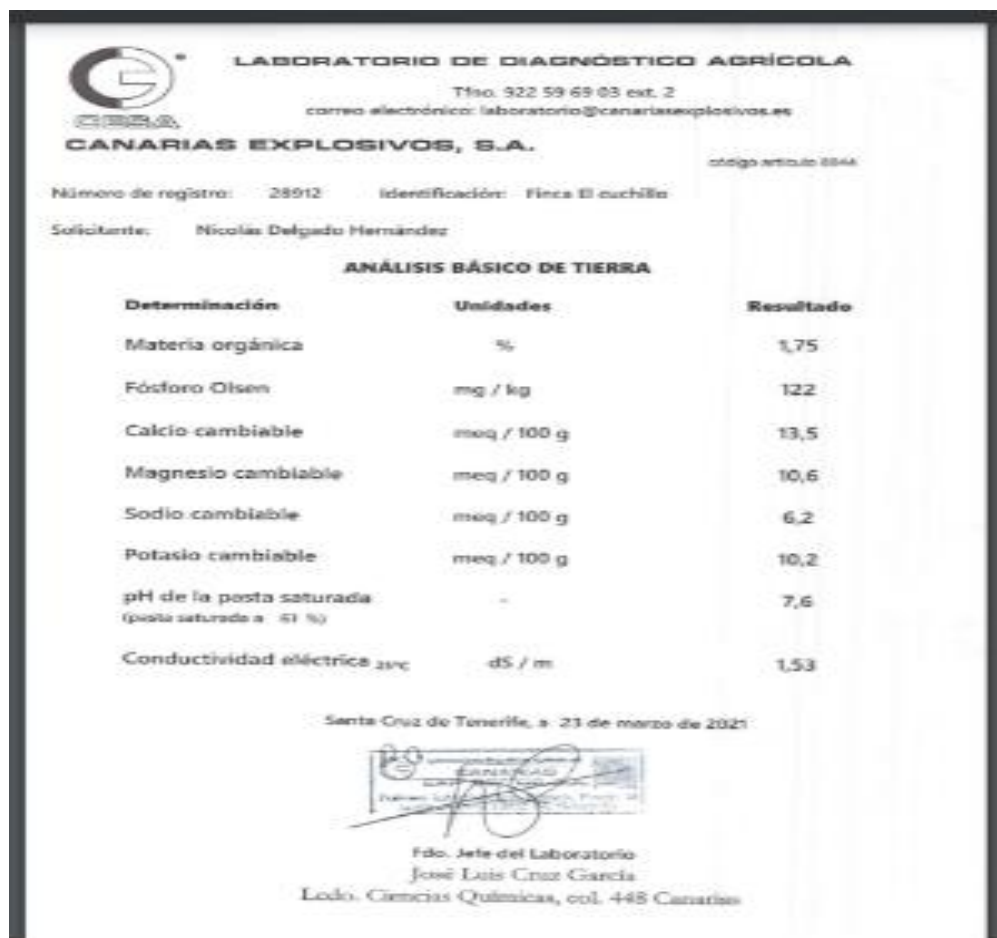 LABORATORIO DE DIAGNÓSTICO AGRÍCOLA
Tfno. 922 59 69 03 ext. 2
correo electrónico: laboratorio@canariasexplosivos.es
CANARIAS EXPLOSIVOS, S.A.
código artículo
Número de registro: 28912 Identificación: Finca El cuchillo
Solicitante: Nicolás Delgado Hernández
ANÁLISIS BÁSICO DE TIERRA
Determinación Unidades Resultado
Materia orgánica % 1,75
Fósforo Olsen mg / kg 122
Calcio cambiable meq / 100 g 13,5
Magnesio cambiable meq / 100 g 10,6
Sodio cambiable meq / 100 g 6,2
Potasio cambiable meq / 100 g 10,2
pH de la pasta saturada - 7,6
(pasta saturada a 61 %)
Conductividad eléctrica 25ºC dS / m 1,53
Santa Cruz de Tenerife, a 23 de marzo de 2021
CANARIAS
Fdo. Jefe del Laboratorio
José Luis Cruz García
Lcdo. Ciencias Químicas, col. 448 Canarias